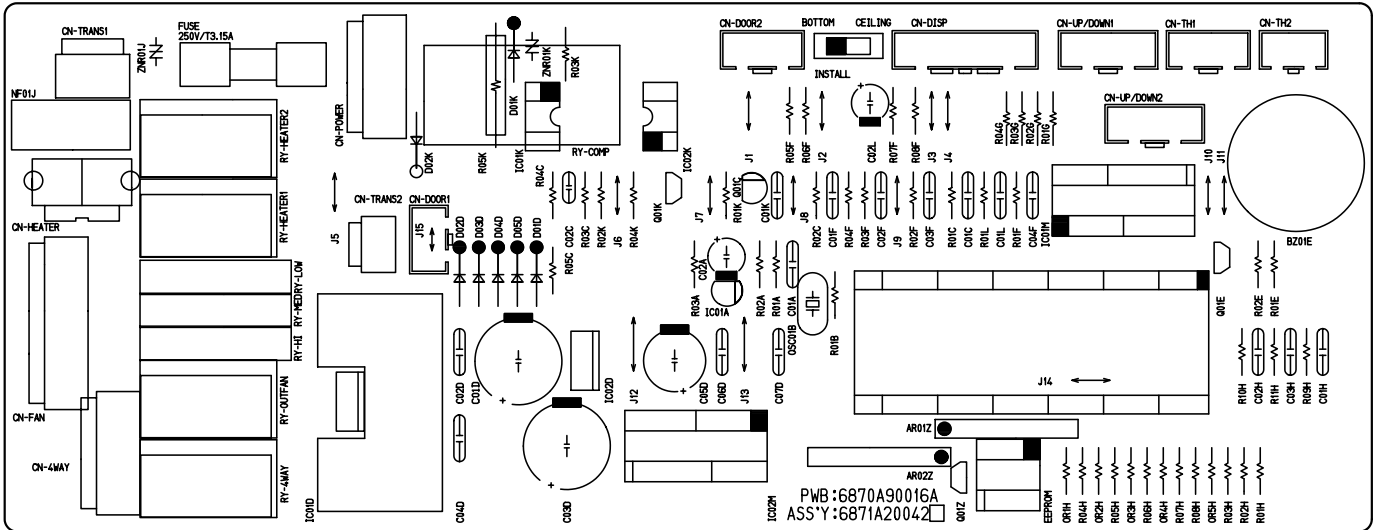 CN-TRANS1
FUSE
250V/T3.15A
ZNR01J
NF01J
CN-POWER
RY-HEATER2
RY-HEATER1
CN-HEATER
RY-LOW
RY-MED
RY-HI
RY-OUTFAN
CN-FAN
CN-4WAY
RY-4WAY
IC01D
J5
CN-TRANS2
CN-DOOR1
J15
D02K
R05K
D01K
ZNR01K
R03K
IC01K
RY-COMP
IC02K
R04C
C02C
R03C
R02K
J6
R04K
Q01K
D02D
D03D
D04D
D05D
D01D
R05C
C02D
C01D
C04D
C03D
IC02D
J12
C05D
C06D
J13
C07D
IC02M
CN-DOOR2
BOTTOM
CEILING
INSTALL
CN-DISP
CN-UP/DOWN1
CN-TH1
CN-TH2
CN-UP/DOWN2
J1
R05F
R06F
J2
C02L
R07F
R08F
J3
J4
R04G
R03G
R02G
R01G
J10
J11
BZ01E
J7
R01K
Q01C
C01K
J8
R02C
C01F
R04F
R03F
C02F
J9
R02F
C03F
R01C
C01C
R01L
C01L
R01F
C04F
IC01M
C02A
R03A
IC01A
R02A
R01A
C01A
OSC01B
R01B
Q01E
R02E
R01E
J14
R10H
C02H
R11H
C03H
R09H
C01H
AR01Z
AR02Z
PWB:6870A90016A
ASS'Y:6871A20042
Q01Z
EEPROM
OR1H
R04H
OR2H
R05H
OR3H
R06H
OR4H
R07H
R08H
OR5H
R03H
R02H
R01H